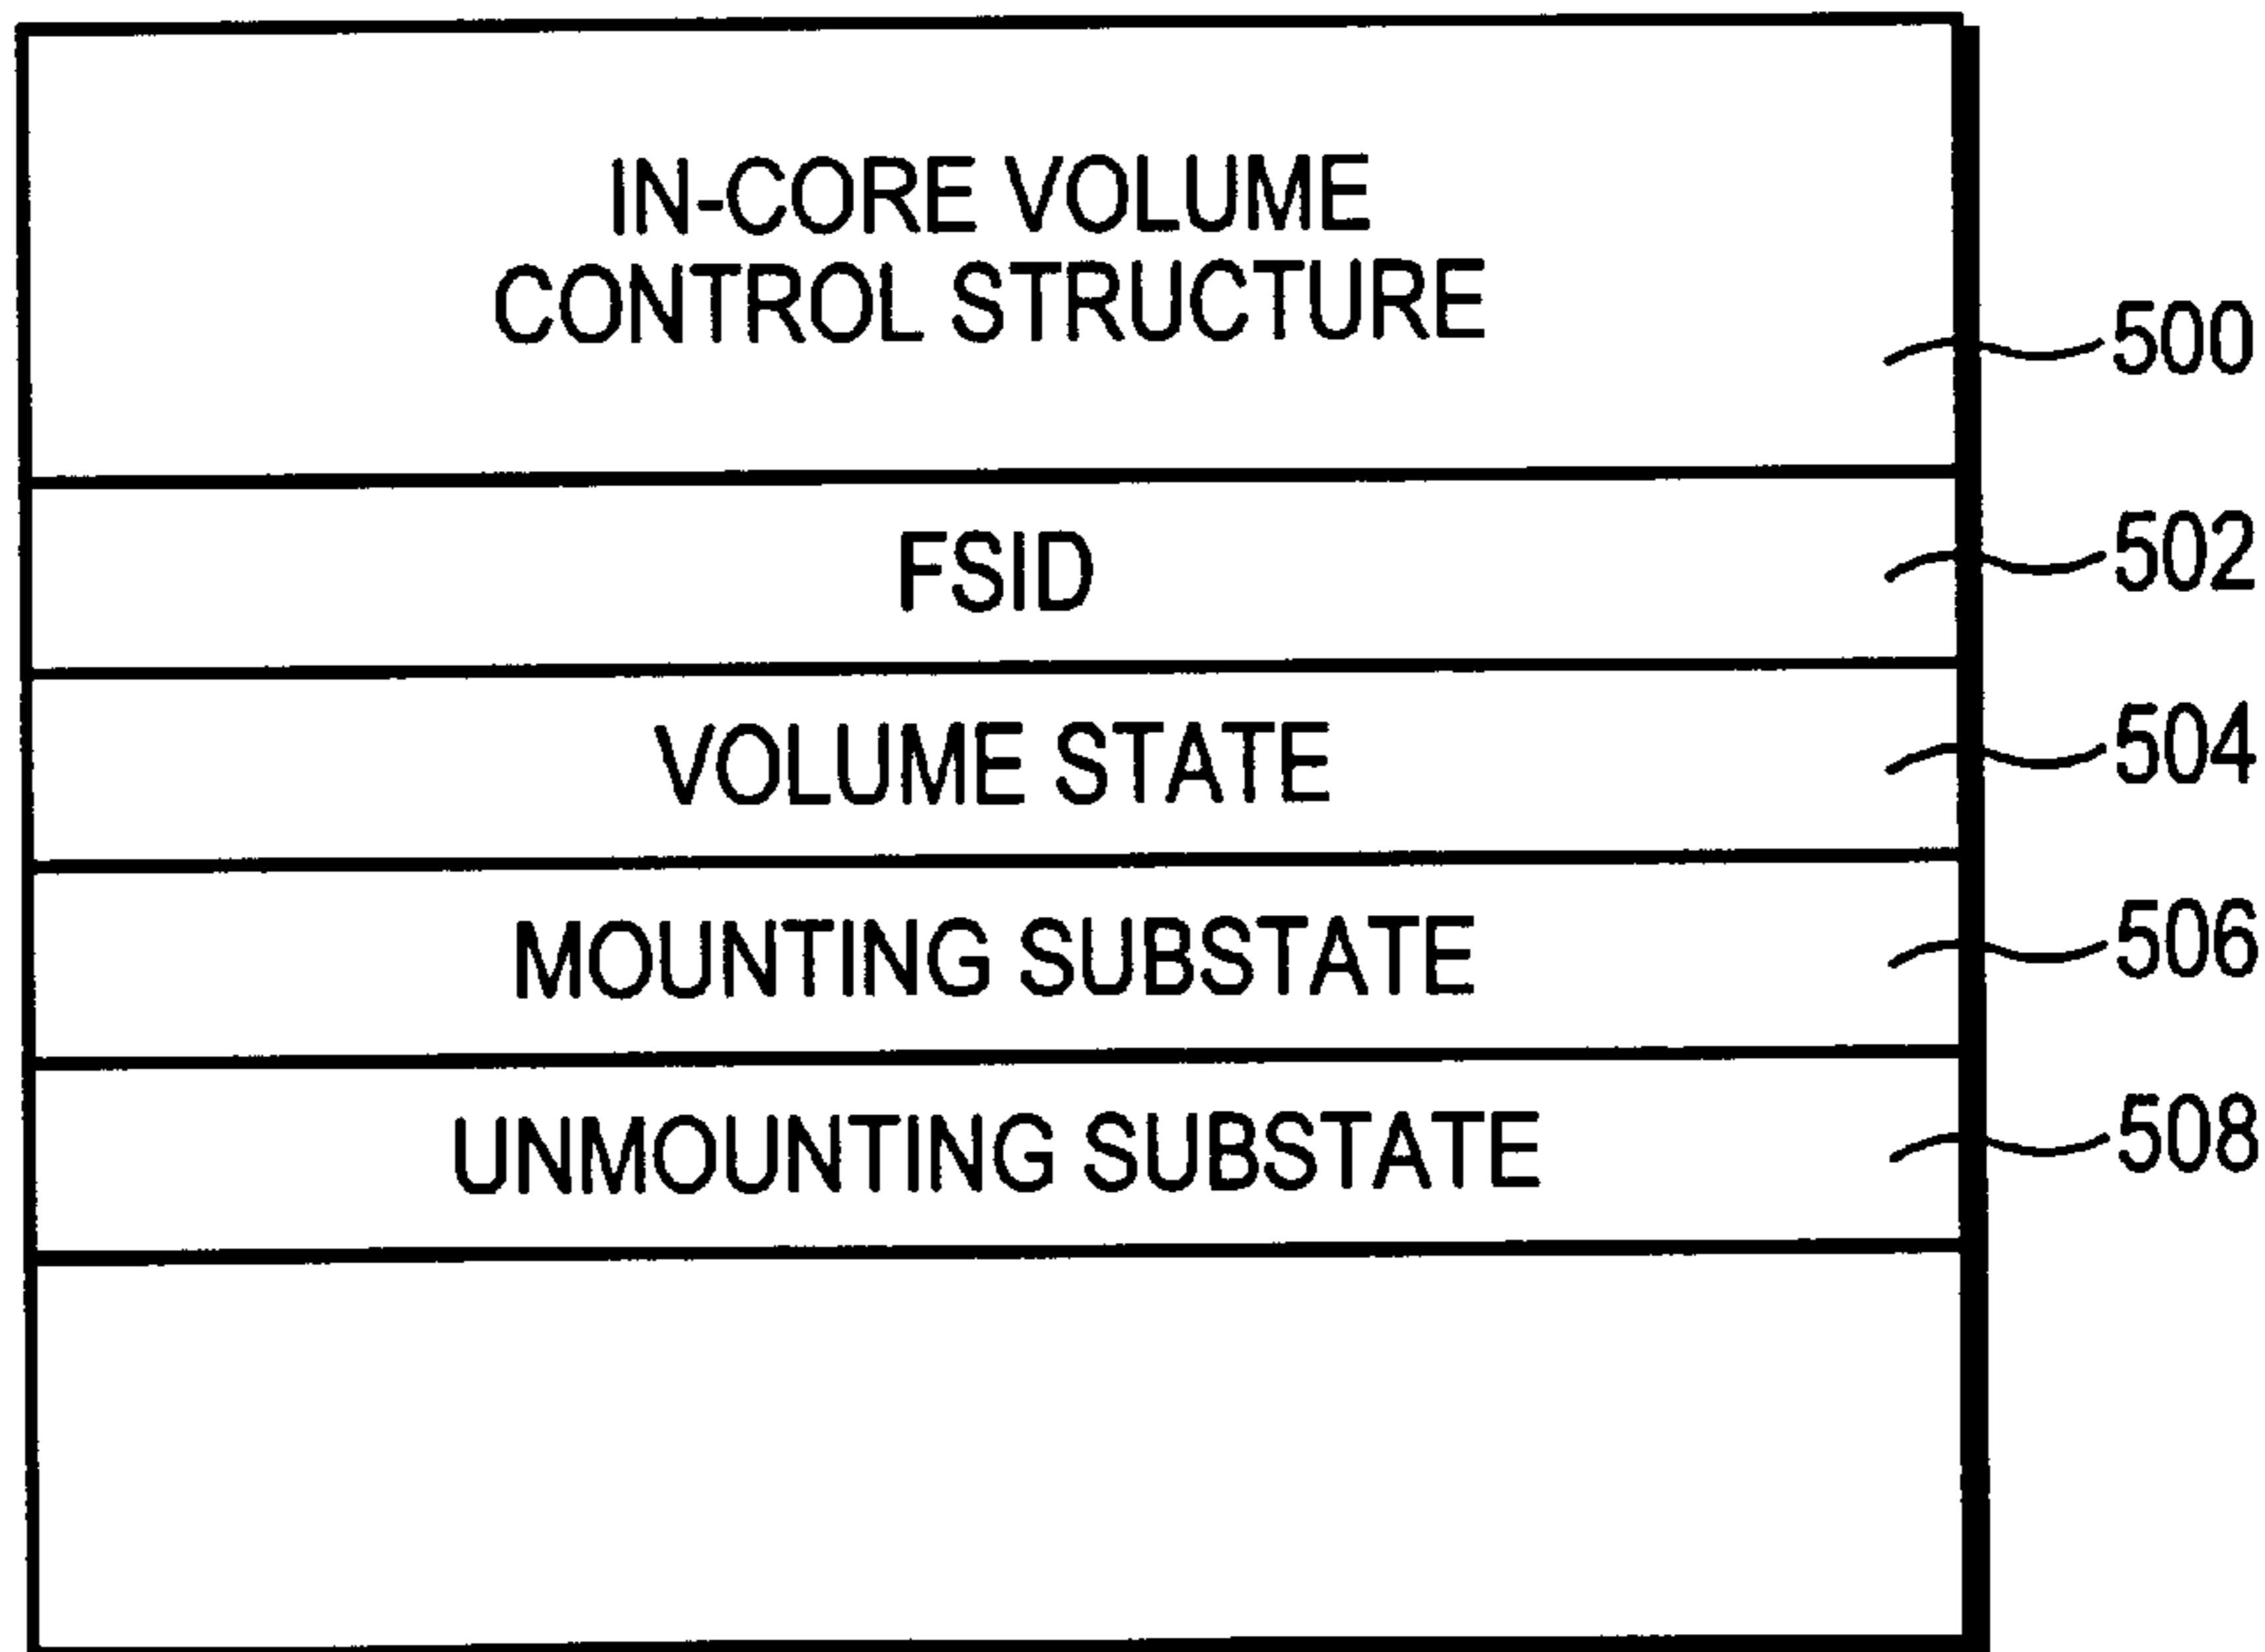 IN-CORE VOLUME
CONTROL STRUCTURE
500
FSID
502
VOLUME STATE
504
MOUNTING SUBSTATE
506
UNMOUNTING SUBSTATE
508